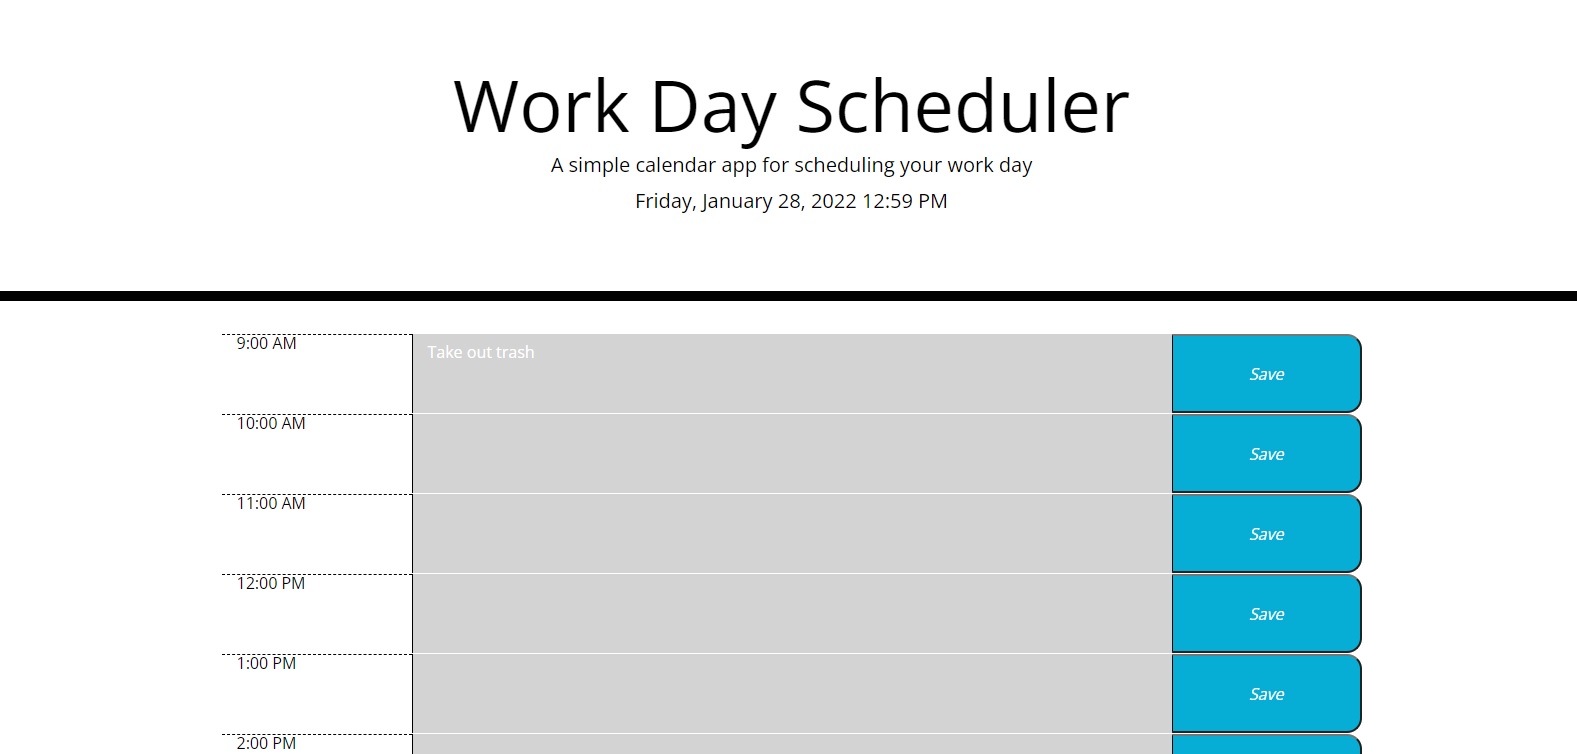 Work Day Scheduler
A simple calendar app for scheduling your work day
Friday, January 28, 2022 12:59 PM
9:00 AM
Take out trash
Save
10:00 AM
Save
11:00 AM
Save
12:00 PM
Save
1:00 PM
Save
2:00 PM